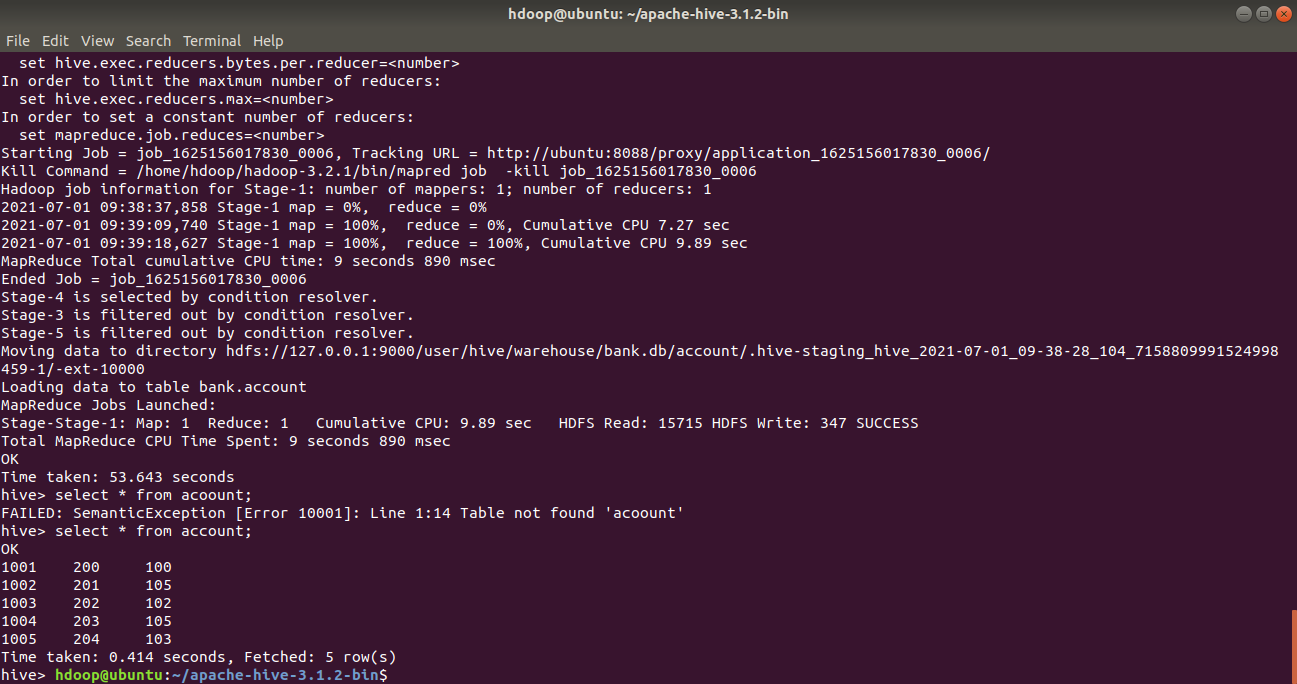 hdoop@ubuntu: ~/apache-hive-3.1.2-bin
File Edit View Search Terminal Help
  set hive.exec.reducers.bytes.per.reducer=<number>
In order to limit the maximum number of reducers:
  set hive.exec.reducers.max=<number>
In order to set a constant number of reducers:
  set mapreduce.job.reduces=<number>
Starting Job = job_1625156017830_0006, Tracking URL = http://ubuntu:8088/proxy/application_1625156017830_0006/
Kill Command = /home/hdoop/hadoop-3.2.1/bin/mapred job  -kill job_1625156017830_0006
Hadoop job information for Stage-1: number of mappers: 1; number of reducers: 1
2021-07-01 09:38:37,858 Stage-1 map = 0%,  reduce = 0%
2021-07-01 09:39:09,740 Stage-1 map = 100%,  reduce = 0%, Cumulative CPU 7.27 sec
2021-07-01 09:39:18,627 Stage-1 map = 100%,  reduce = 100%, Cumulative CPU 9.89 sec
MapReduce Total cumulative CPU time: 9 seconds 890 msec
Ended Job = job_1625156017830_0006
Stage-4 is selected by condition resolver.
Stage-3 is filtered out by condition resolver.
Stage-5 is filtered out by condition resolver.
Moving data to directory hdfs://127.0.0.1:9000/user/hive/warehouse/bank.db/account/.hive-staging_hive_2021-07-01_09-38-28_104_7158809991524998
459-1/-ext-10000
Loading data to table bank.account
MapReduce Jobs Launched:
Stage-Stage-1: Map: 1  Reduce: 1   Cumulative CPU: 9.89 sec   HDFS Read: 15715 HDFS Write: 347 SUCCESS
Total MapReduce CPU Time Spent: 9 seconds 890 msec
OK
Time taken: 53.643 seconds
hive> select * from acoount;
FAILED: SemanticException [Error 10001]: Line 1:14 Table not found 'acoount'
hive> select * from account;
OK
1001	200	100
1002	201	105
1003	202	102
1004	203	105
1005	204	103
Time taken: 0.414 seconds, Fetched: 5 row(s)
hive> hdoop@ubuntu:~/apache-hive-3.1.2-bin$